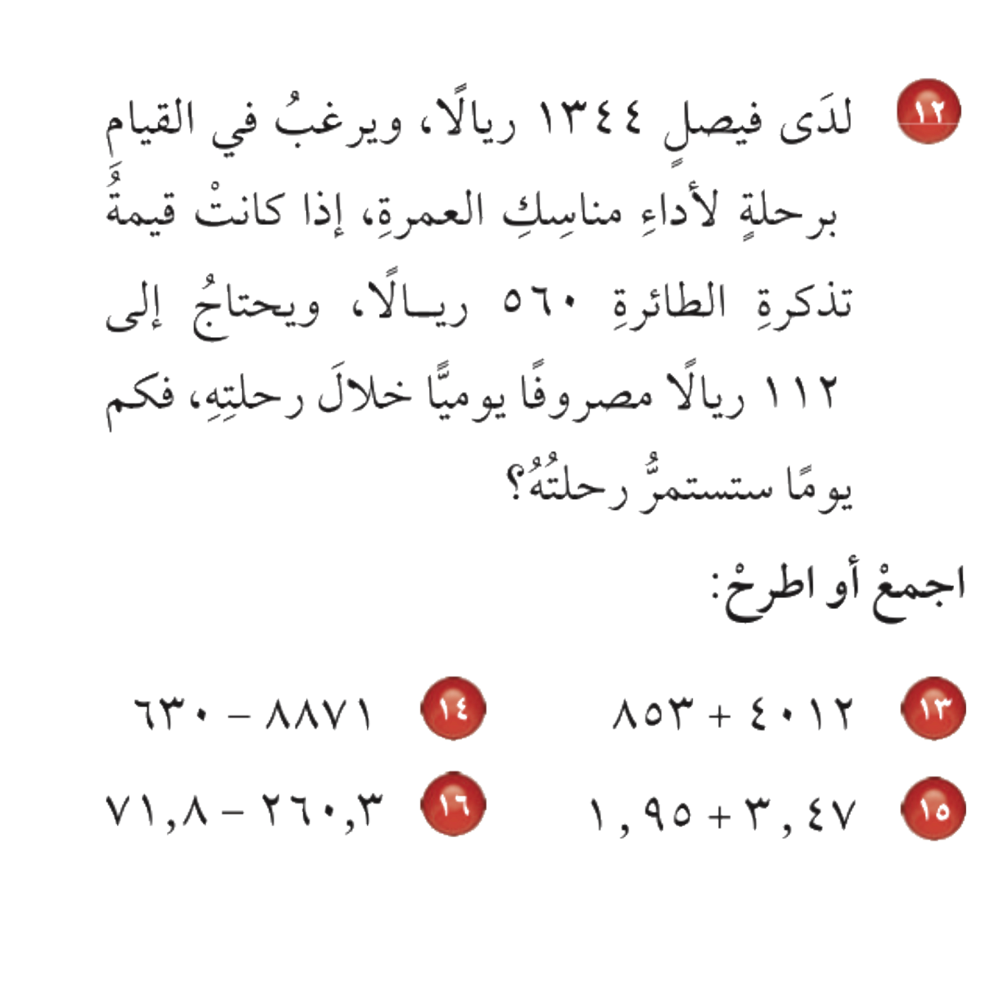 ١٢ لدَى فيصلٍ ١٣٤٤ ريالًا، ويرغبُ في القيام
برحلةٍ لأداءِ مناسِكِ العمرةِ، إذا كانتْ قيمةُ
تذكرةِ الطائرةِ ٥٦٠ ريالًا، ويحتاجُ إلى
١١٢ ريالًا مصروفًا يوميًّا خلالَ رحلتِهِ، فكم
يومًا ستستمرُّ رحلتُهُ؟
اجمعْ أو اطرحْ:
١٣ ٤٠١٢ + ٨٥٣ ١٤ ٨٨٧١ – ٦٣٠
١٥ ٣,٤٧ + ١,٩٥ ١٦ ٢٦٠,٣ – ٧١,٨